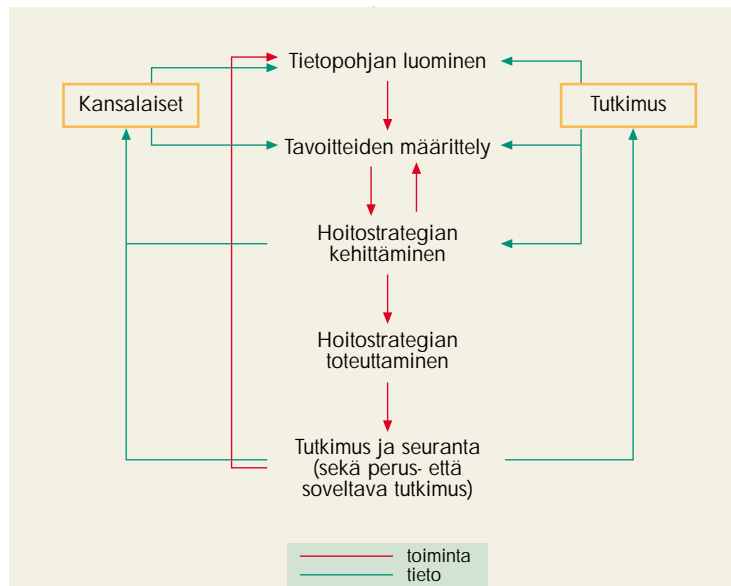 Tietopohjan luominen
Kansalaiset
Tutkimus
Tavoitteiden määrittely
Hoitostrategian
kehittäminen
Hoitostrategian
toteuttaminen
Tutkimus ja seuranta
(sekä perus- että
soveltava tutkimus)
toiminta
tieto